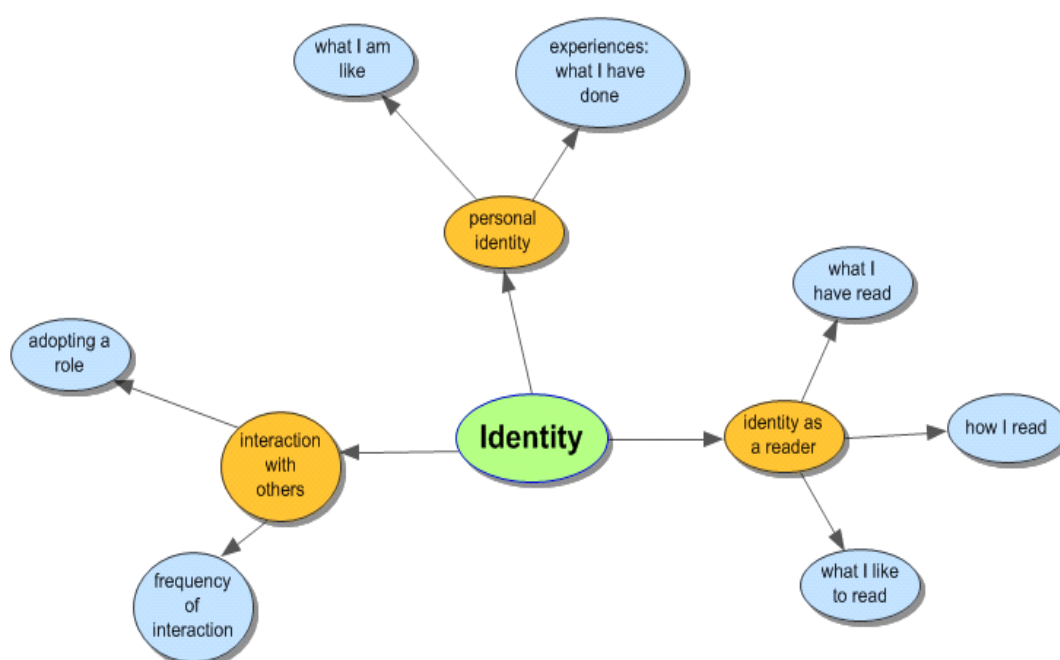 what I am
like
experiences:
what I have
done
personal
identity
what I
have read
adopting a
role
identity as
a reader
how I read
Identity
interaction
with
others
what I like
to read
frequency
of
interaction